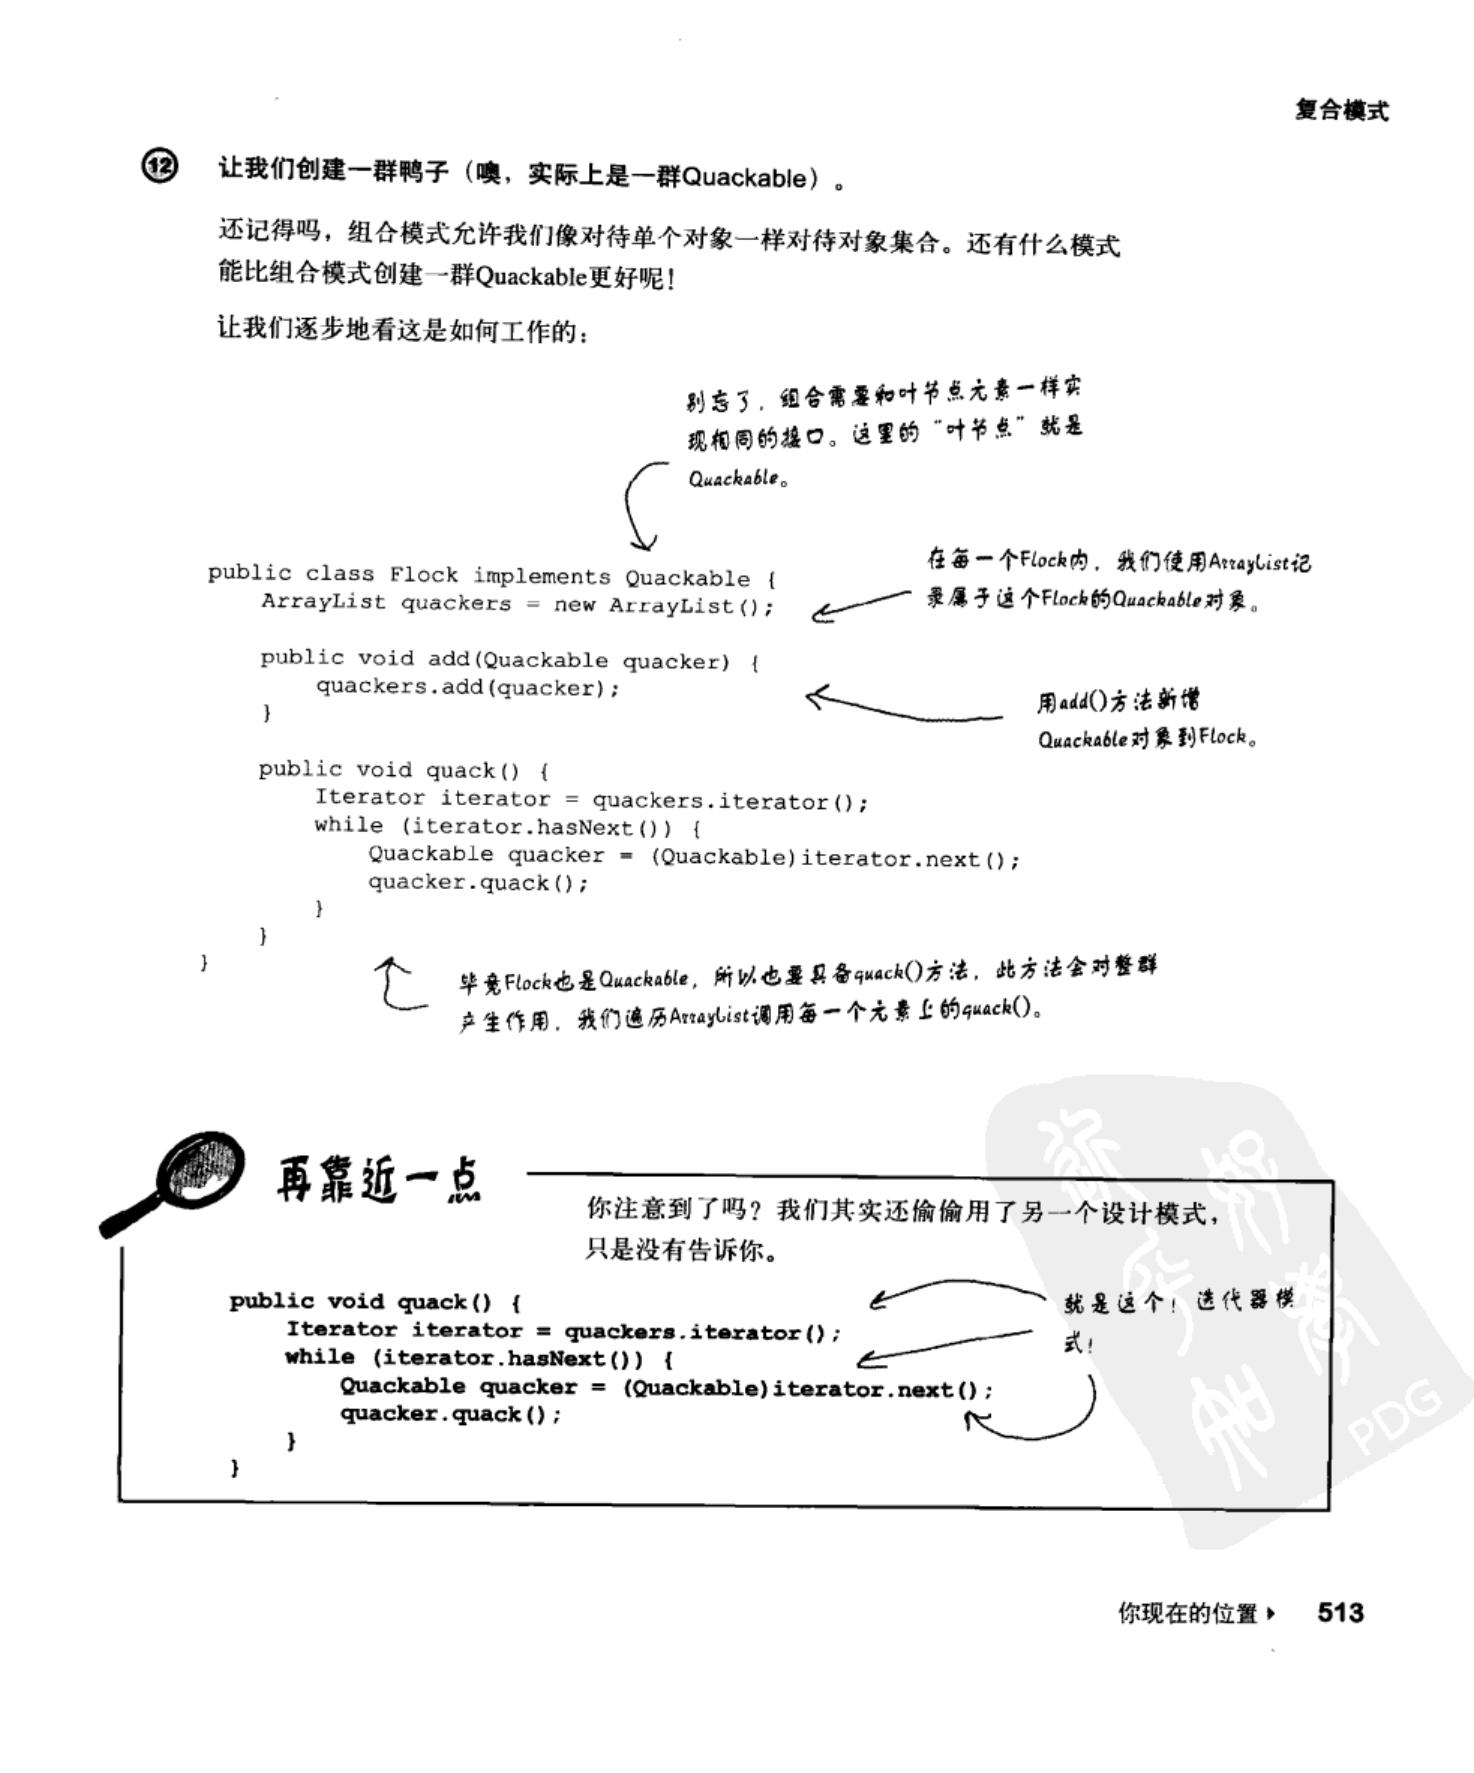 复合模式
12 让我们创建一群鸭子（噢，实际上是一群Quackable）。
还记得吗，组合模式允许我们像对待单个对象一样对待对象集合。还有什么模式
能比组合模式创建一群Quackable更好呢！
让我们逐步地看这是如何工作的：
别忘了，组合需要和叶节点元素一样实
现相同的接口。这里的“叶节点”就是
Quackable。
public class Flock implements Quackable {
ArrayList quackers = new ArrayList();
在每一个Flock内，我们使用ArrayList记
录属于这个Flock的Quackable对象。
public void add(Quackable quacker) {
quackers.add(quacker);
}
用add()方法新增
Quackable对象到Flock。
public void quack() {
Iterator iterator = quackers.iterator();
while (iterator.hasNext()) {
Quackable quacker = (Quackable)iterator.next();
quacker.quack();
}
}
}
毕竟Flock也是Quackable，所以也要具备quack()方法，此方法会对整群
产生作用，我们遍历ArrayList调用每一个元素上的quack()。
再靠近一点
你注意到了吗？我们其实还偷偷用了另一个设计模式，
只是没有告诉你。
public void quack() {
Iterator iterator = quackers.iterator();
while (iterator.hasNext()) {
Quackable quacker = (Quackable)iterator.next();
quacker.quack();
}
}
就是这个！迭代器模
式！
PDG
你现在的位置 513